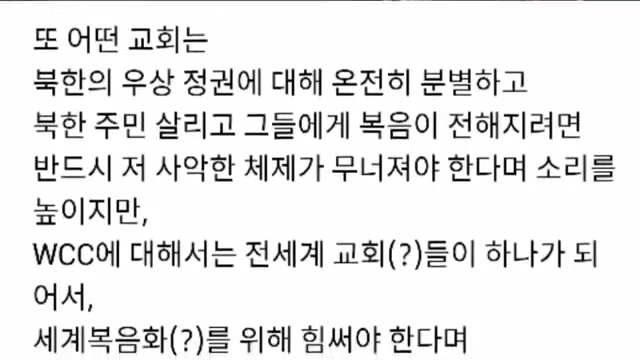 또 어떤 교회는
북한의 우상 정권에 대해 온전히 분별하고
북한 주민 살리고 그들에게 복음이 전해지려면
반드시 저 사악한 체제가 무너져야 한다며 소리를
높이지만,
WCC에 대해서는 전세계 교회(?)들이 하나가 되
어서,
세계복음화(?)를 위해 힘써야 한다며